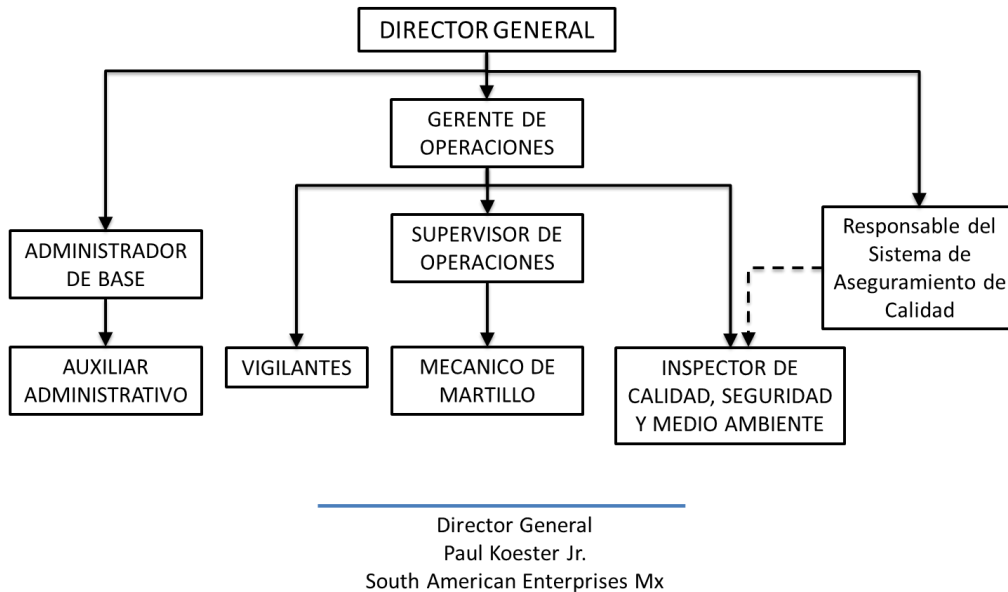 DIRECTOR GENERAL
GERENTE DE
OPERACIONES
ADMINISTRADOR
DE BASE
SUPERVISOR DE
OPERACIONES
Responsable del
Sistema de
Aseguramiento de
Calidad
AUXILIAR
ADMINISTRATIVO
VIGILANTES
MECANICO DE
MARTILLO
INSPECTOR DE
CALIDAD, SEGURIDAD
Y MEDIO AMBIENTE
Director General
Paul Koester Jr.
South American Enterprises Mx